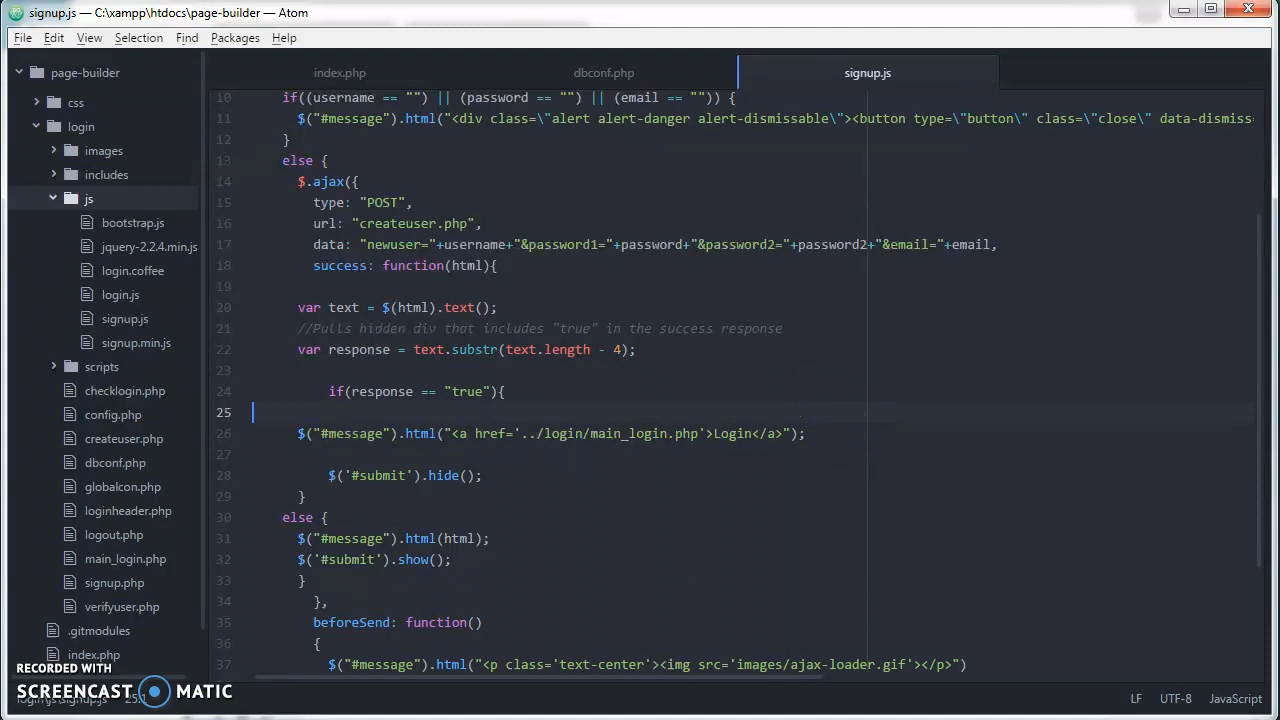 signup.js — C:\xampp\htdocs\page-builder — Atom
File Edit View Selection Find Packages Help
page-builder
css
login
images
includes
js
bootstrap.js
jquery-2.2.4.min.js
login.coffee
login.js
signup.js
signup.min.js
scripts
checklogin.php
config.php
createuser.php
dbconf.php
globalcon.php
loginheader.php
logout.php
main_login.php
signup.php
verifyuser.php
.gitmodules
index.php
index.php dbconf.php signup.js
10 if((username == "") || (password == "") || (email == "")) {
11 $("#message").html("<div class=\"alert alert-danger alert-dismissable\"><button type=\"button\" class=\"close\" data-dismiss=
12 }
13 else {
14 $.ajax({
15 type: "POST",
16 url: "createuser.php",
17 data: "newuser="+username+"&password1="+password+"&password2="+password2+"&email="+email,
18 success: function(html){
19
20 var text = $(html).text();
21 //Pulls hidden div that includes "true" in the success response
22 var response = text.substr(text.length - 4);
23
24 if(response == "true"){
25
26 $("#message").html("<a href='../login/main_login.php'>Login</a>");
27
28 $('#submit').hide();
29 }
30 else {
31 $("#message").html(html);
32 $('#submit').show();
33 }
34 },
35 beforeSend: function()
36 {
37 $("#message").html("<p class='text-center'><img src='images/ajax-loader.gif'></p>")
RECORDED WITH
SCREENCAST MATIC
login\js\signup.js 25:1
LF UTF-8 JavaScript